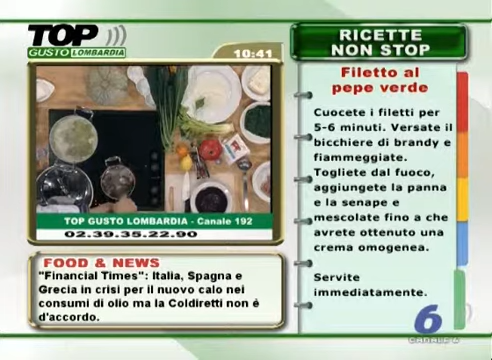 TOP
GUSTO LOMBARDIA
10:41
TOP GUSTO LOMBARDIA - Canale 192
02.39.35.22.90
FOOD & NEWS
"Financial Times": Italia, Spagna e
Grecia in crisi per il nuovo calo nei
consumi di olio ma la Coldiretti non è
d'accordo.
RICETTE
NON STOP
Filetto al
pepe verde
Cuocete i filetti per
5-6 minuti. Versate il
bicchiere di brandy e
fiammeggiate.
Togliete dal fuoco,
aggiungete la panna
e la senape e
mescolate fino a che
avrete ottenuto una
crema omogenea.
Servite
immediatamente.
6
CANALE 6